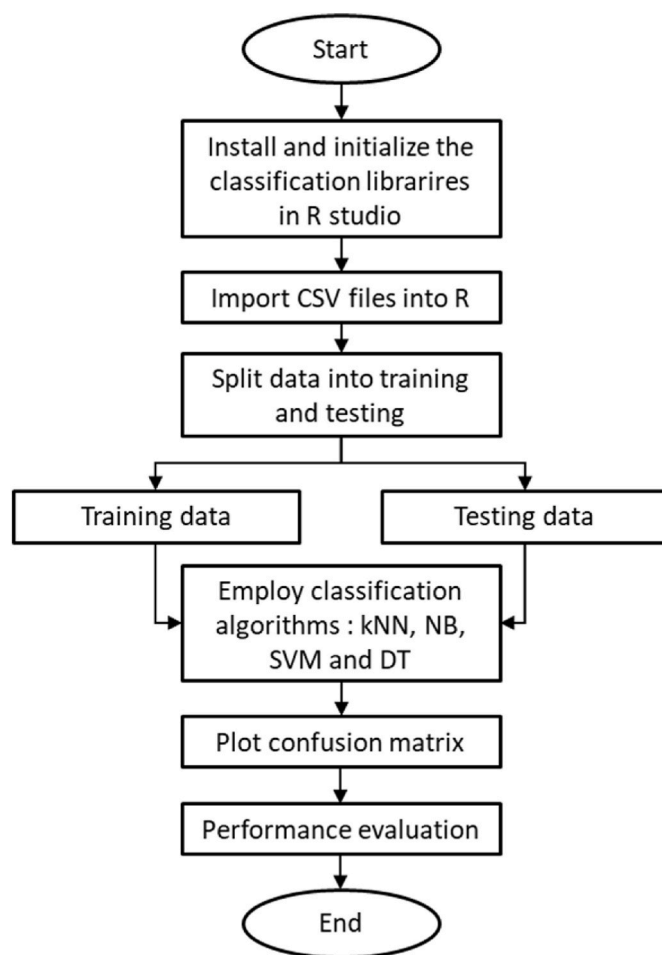 Start
Install and initialize the
classification librarires
in R studio
Import CSV files into R
Split data into training
and testing
Training data
Testing data
Employ classification
algorithms : kNN, NB,
SVM and DT
Plot confusion matrix
Performance evaluation
End